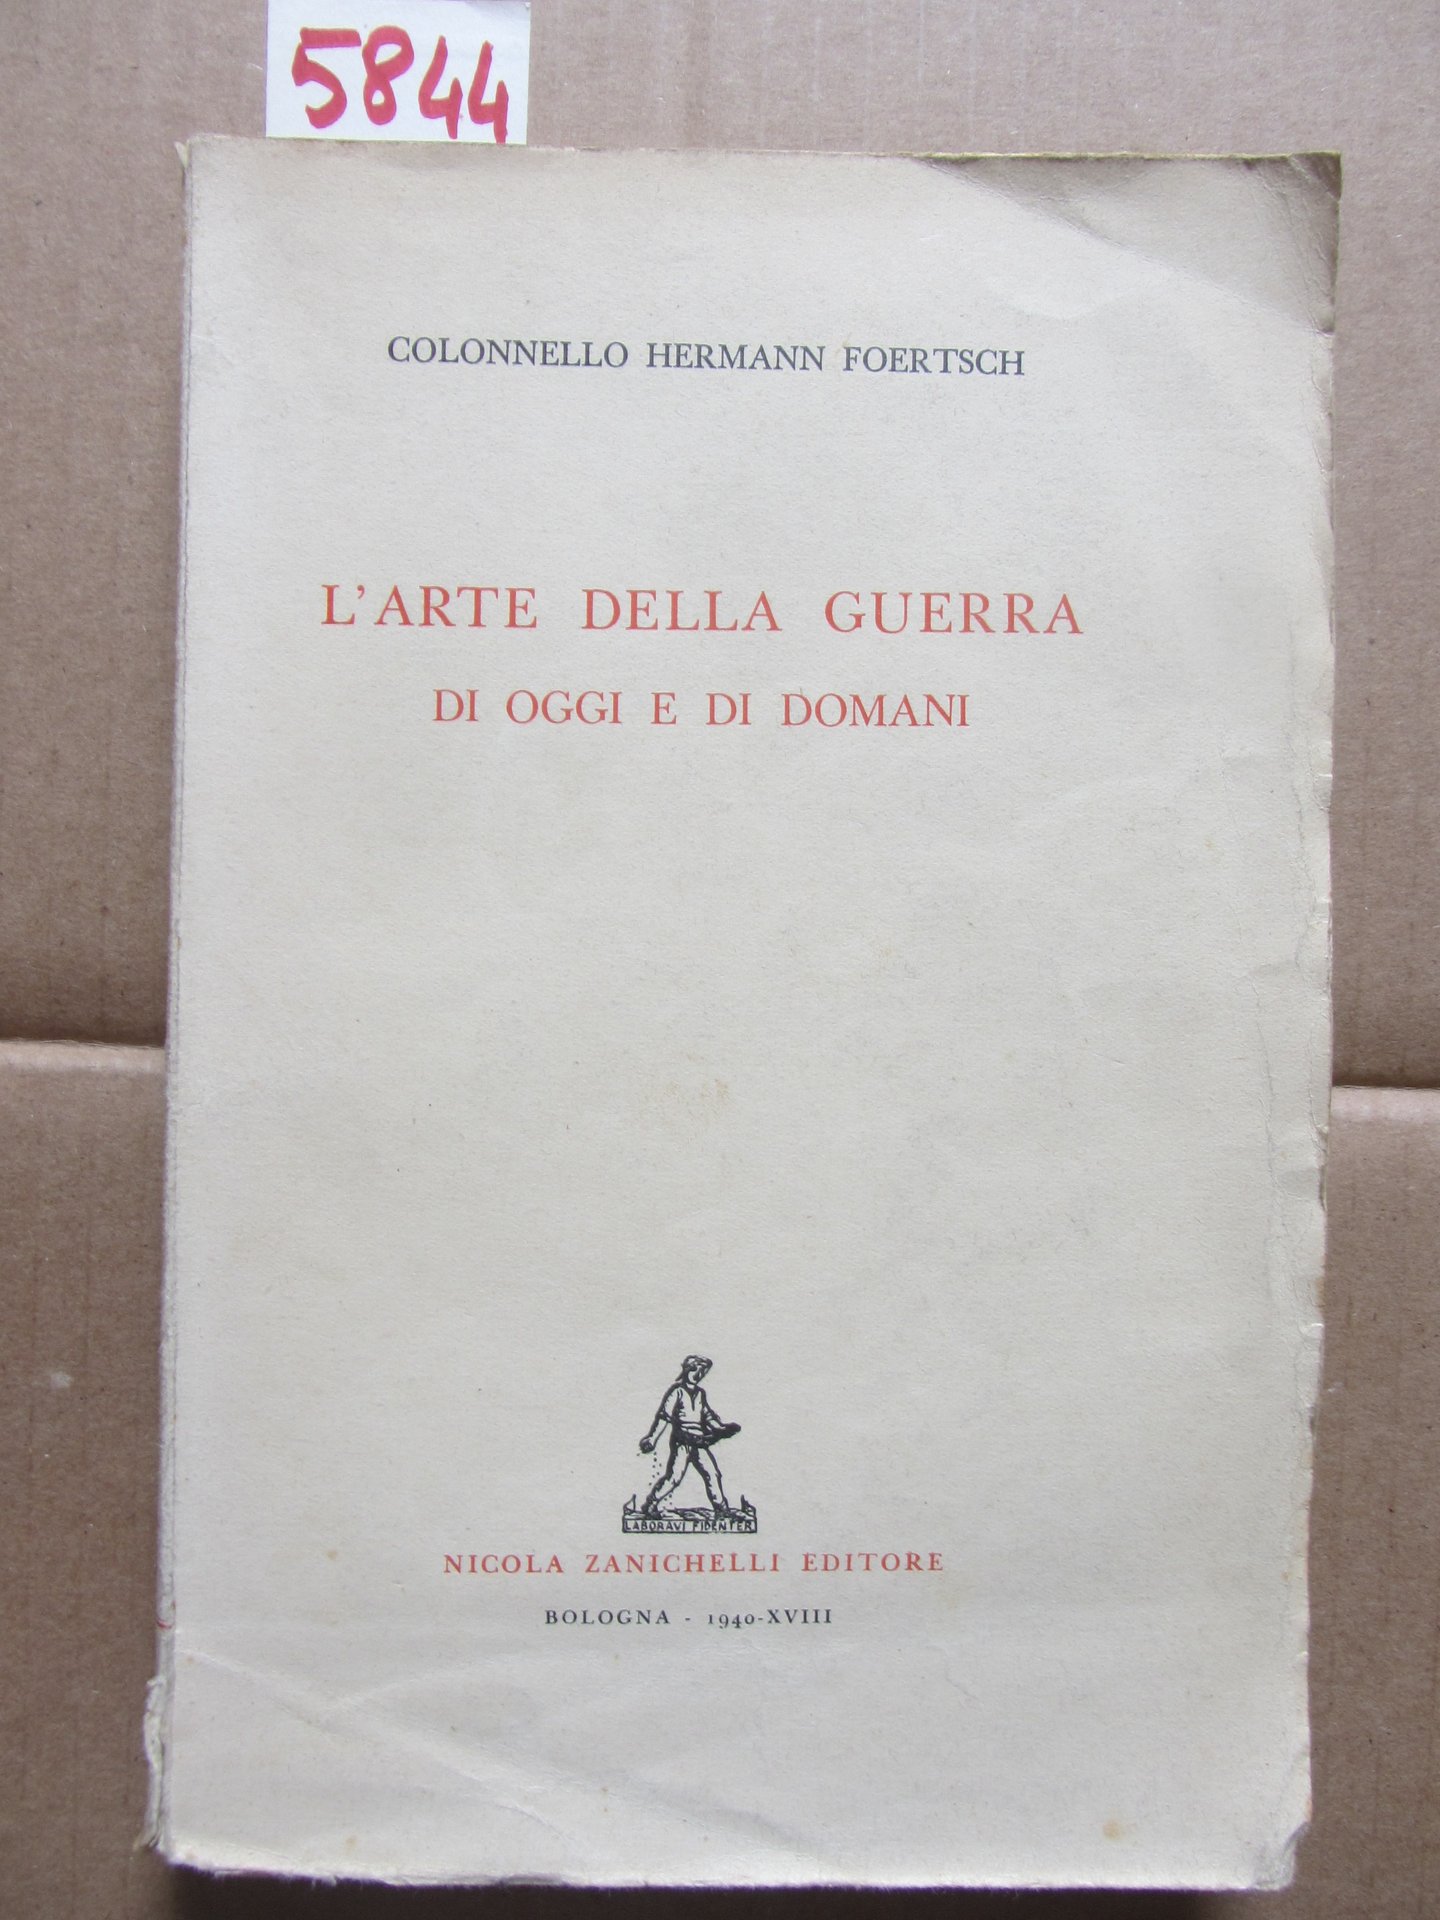 5844
COLONNELLO HERMANN FOERTSCH
L'ARTE DELLA GUERRA
DI OGGI E DI DOMANI
LABORAVI FIDENTER
NICOLA ZANICHELLI EDITORE
BOLOGNA - 1940-XVIII